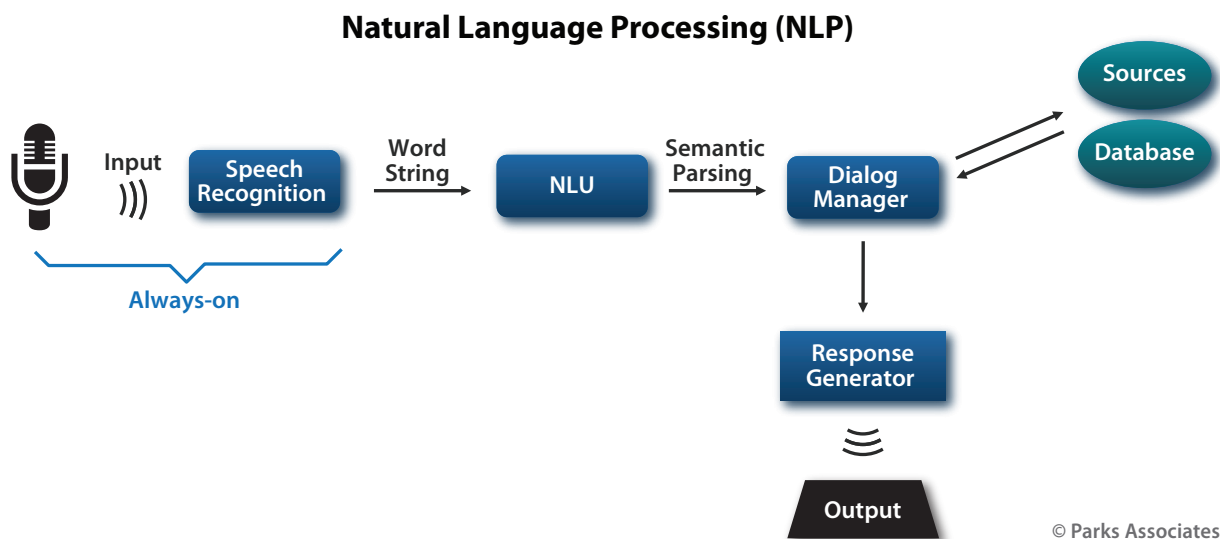 Natural Language Processing (NLP)
Sources
Database
Input
Speech
Recognition
Word
String
NLU
Semantic
Parsing
Dialog
Manager
Always-on
Response
Generator
Output
© Parks Associates